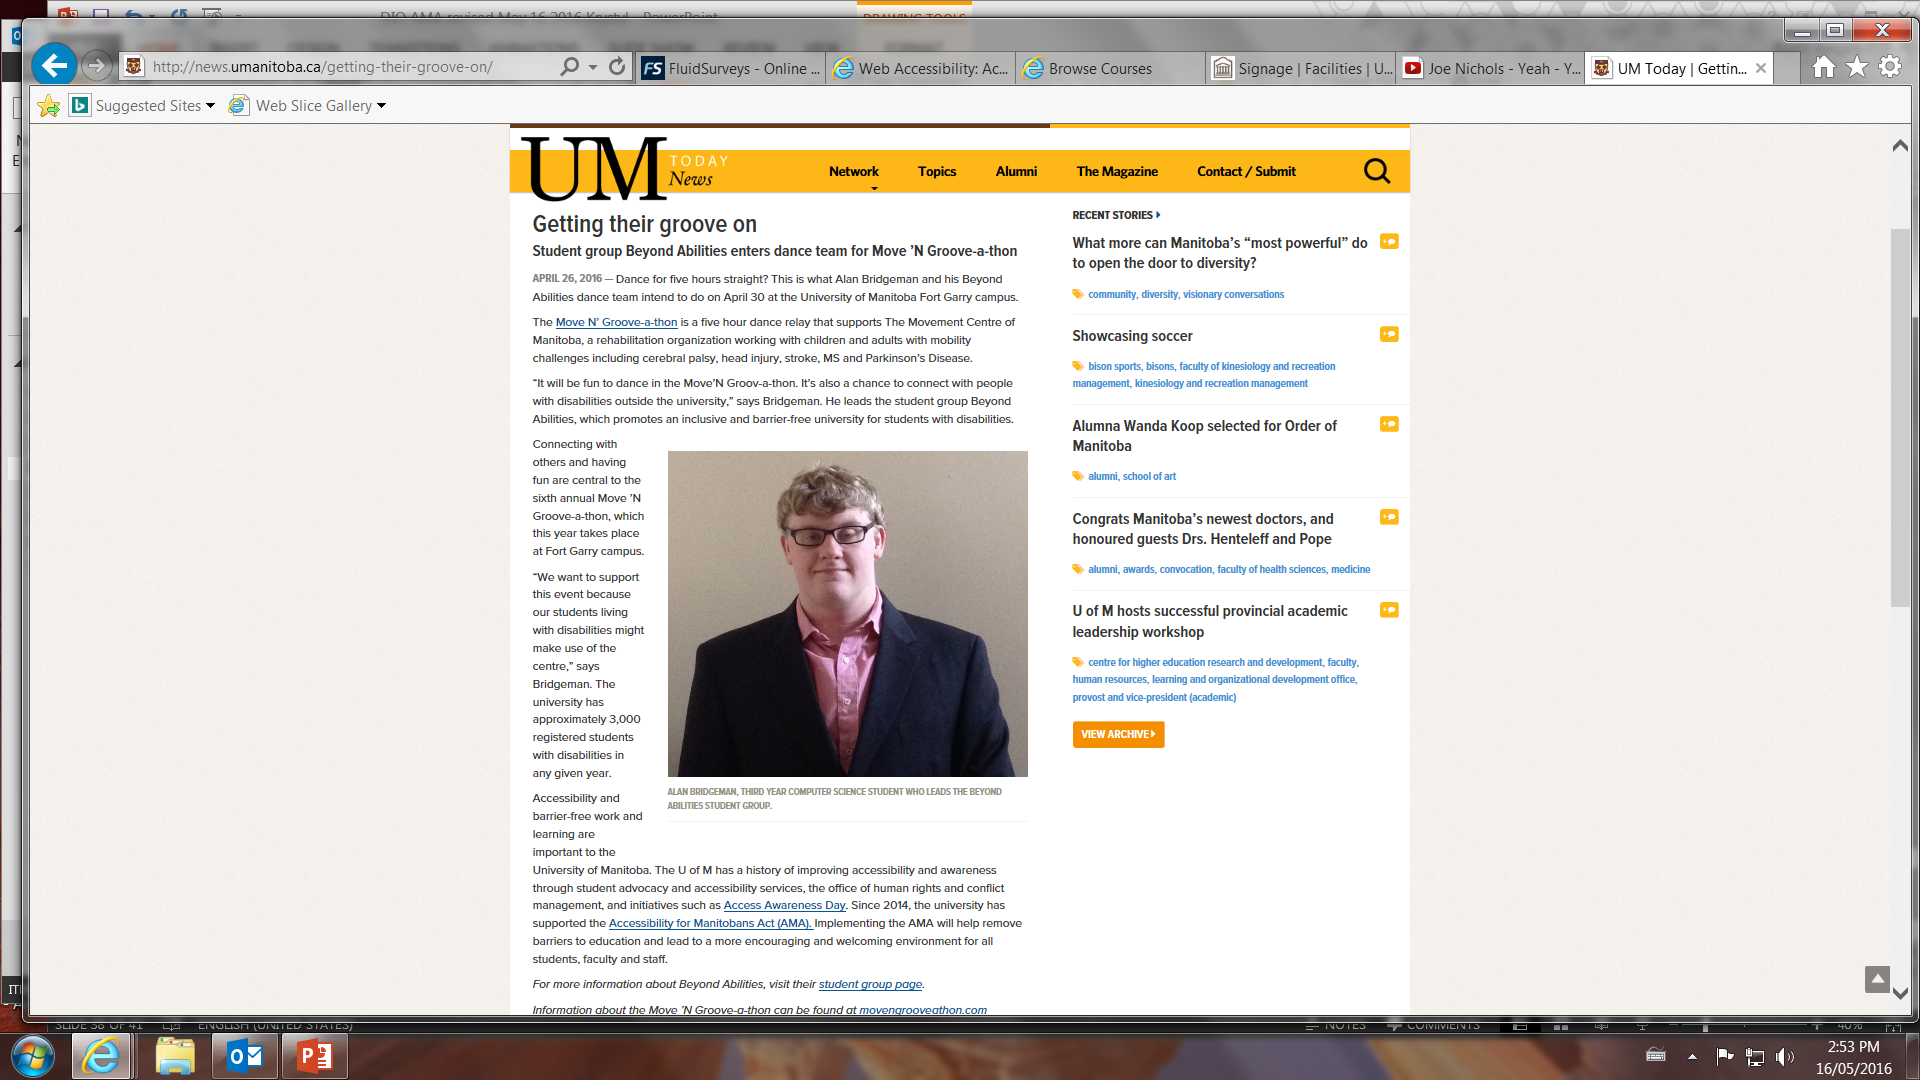 DIO AMA revised May 16 2016 Krystyl - PowerPoint
DRAWING TOOLS
http://news.umanitoba.ca/getting-their-groove-on/
FluidSurveys - Online ...
Web Accessibility: Ac...
Browse Courses
Signage | Facilities | U...
Joe Nichols - Yeah - Y...
UM Today | Gettin...
Suggested Sites
Web Slice Gallery
UM TODAY
News
Network
Topics
Alumni
The Magazine
Contact / Submit
Getting their groove on
Student group Beyond Abilities enters dance team for Move ’N Groove-a-thon
APRIL 26, 2016 — Dance for five hours straight? This is what Alan Bridgeman and his Beyond
Abilities dance team intend to do on April 30 at the University of Manitoba Fort Garry campus.
The Move N’ Groove-a-thon is a five hour dance relay that supports The Movement Centre of
Manitoba, a rehabilitation organization working with children and adults with mobility
challenges including cerebral palsy, head injury, stroke, MS and Parkinson’s Disease.
“It will be fun to dance in the Move’N Groov-a-thon. It’s also a chance to connect with people
with disabilities outside the university,” says Bridgeman. He leads the student group Beyond
Abilities, which promotes an inclusive and barrier-free university for students with disabilities.
Connecting with
others and having
fun are central to the
sixth annual Move ’N
Groove-a-thon, which
this year takes place
at Fort Garry campus.
“We want to support
this event because
our students living
with disabilities might
make use of the
centre,” says
Bridgeman. The
university has
approximately 3,000
registered students
with disabilities in
any given year.
ALAN BRIDGEMAN, THIRD YEAR COMPUTER SCIENCE STUDENT WHO LEADS THE BEYOND
ABILITIES STUDENT GROUP.
Accessibility and
barrier-free work and
learning are
important to the
University of Manitoba. The U of M has a history of improving accessibility and awareness
through student advocacy and accessibility services, the office of human rights and conflict
management, and initiatives such as Access Awareness Day. Since 2014, the university has
supported the Accessibility for Manitobans Act (AMA). Implementing the AMA will help remove
barriers to education and lead to a more encouraging and welcoming environment for all
students, faculty and staff.
For more information about Beyond Abilities, visit their student group page.
Information about the Move ’N Groove-a-thon can be found at movengrooveathon.com
RECENT STORIES
What more can Manitoba’s “most powerful” do
to open the door to diversity?
community, diversity, visionary conversations
Showcasing soccer
bison sports, bisons, faculty of kinesiology and recreation
management, kinesiology and recreation management
Alumna Wanda Koop selected for Order of
Manitoba
alumni, school of art
Congrats Manitoba’s newest doctors, and
honoured guests Drs. Henteleff and Pope
alumni, awards, convocation, faculty of health sciences, medicine
U of M hosts successful provincial academic
leadership workshop
centre for higher education research and development, faculty,
human resources, learning and organizational development office,
provost and vice-president (academic)
VIEW ARCHIVE
SLIDE 38 OF 41
ENGLISH (UNITED STATES)
NOTES
COMMENTS
40%
2:53 PM
16/05/2016